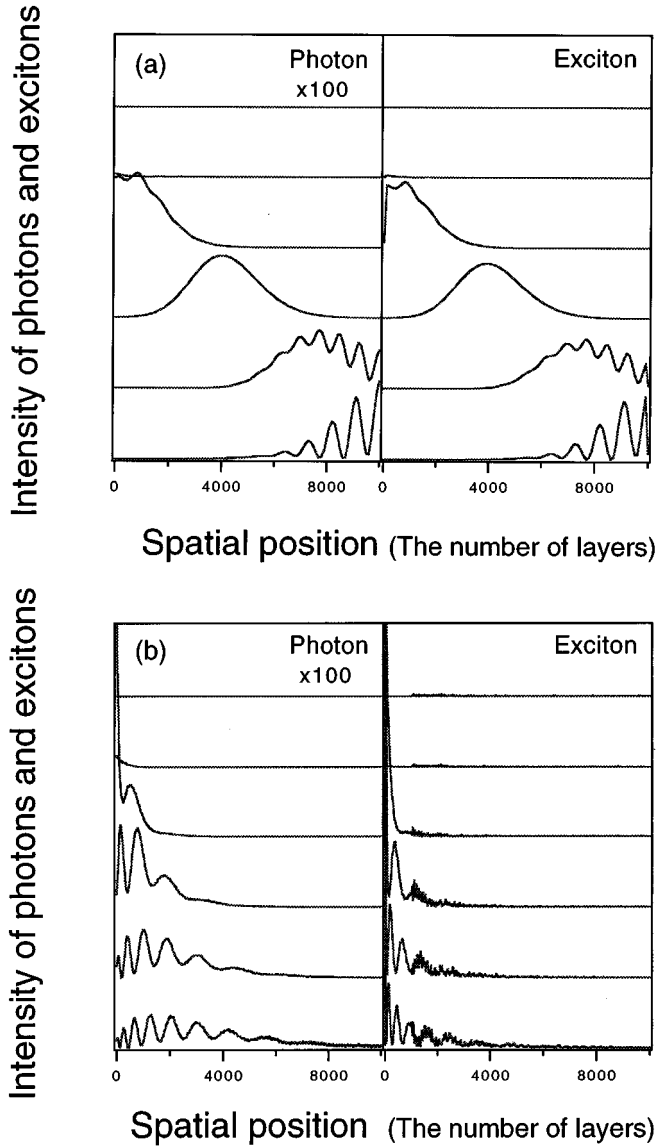 Intensity of photons and excitons
(a)
Photon
x100
Exciton
0 4000 8000 0 4000 8000
Spatial position (The number of layers)
Intensity of photons and excitons
(b)
Photon
x100
Exciton
0 4000 8000 0 4000 8000
Spatial position (The number of layers)